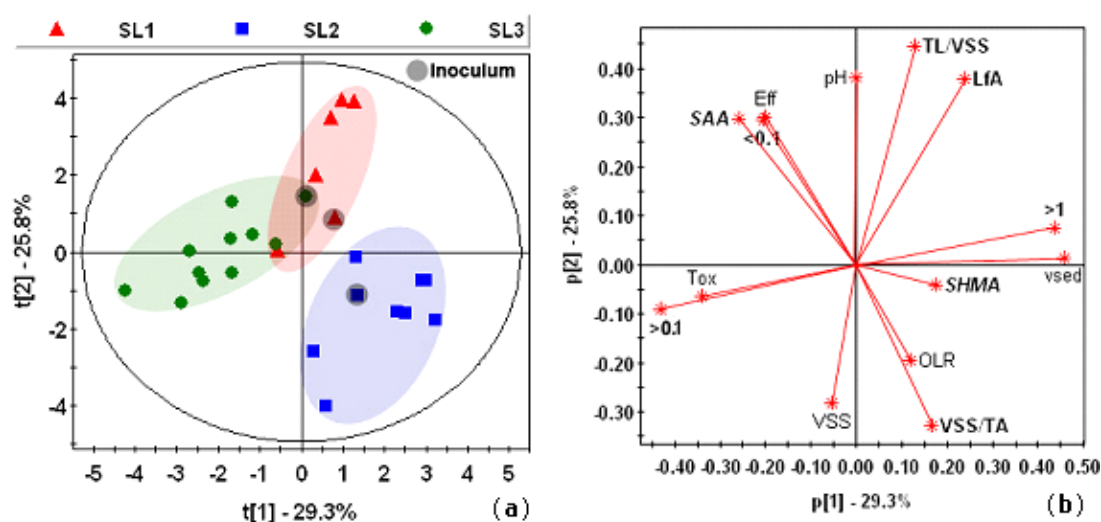 SL1 SL2 SL3
Inoculum
4
2
0
-2
-4
t[2] - 25.8%
-5 -4 -3 -2 -1 0 1 2 3 4 5
t[1] - 29.3%
(a)
TL/VSS
pH
LfA
Eff
SAA
<0.1
>1
vsed
Tox
SHMA
>0.1
OLR
VSS
VSS/TA
0.40
0.30
0.20
0.10
0.00
-0.10
-0.20
-0.30
p[2] - 25.8%
-0.40 -0.30 -0.20 -0.10 0.00 0.10 0.20 0.30 0.40 0.50
p[1] - 29.3%
(b)